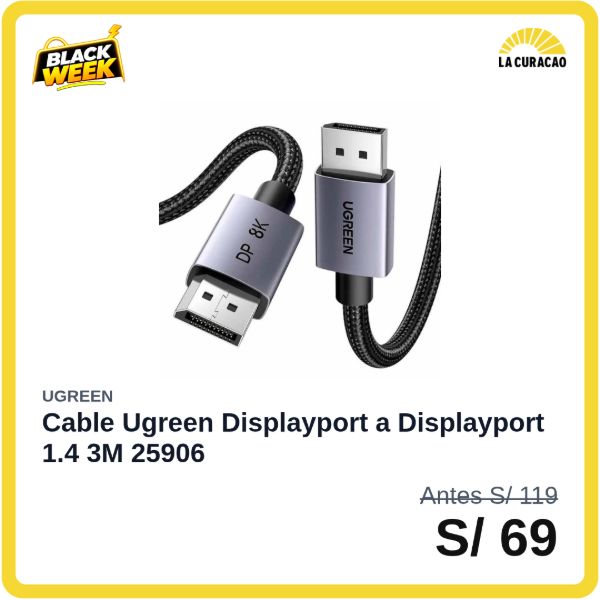 BLACK
WEEK
LA CURACAO
UGREEN
DP 8K
UGREEN
Cable Ugreen Displayport a Displayport
1.4 3M 25906
Antes S/ 119
S/ 69